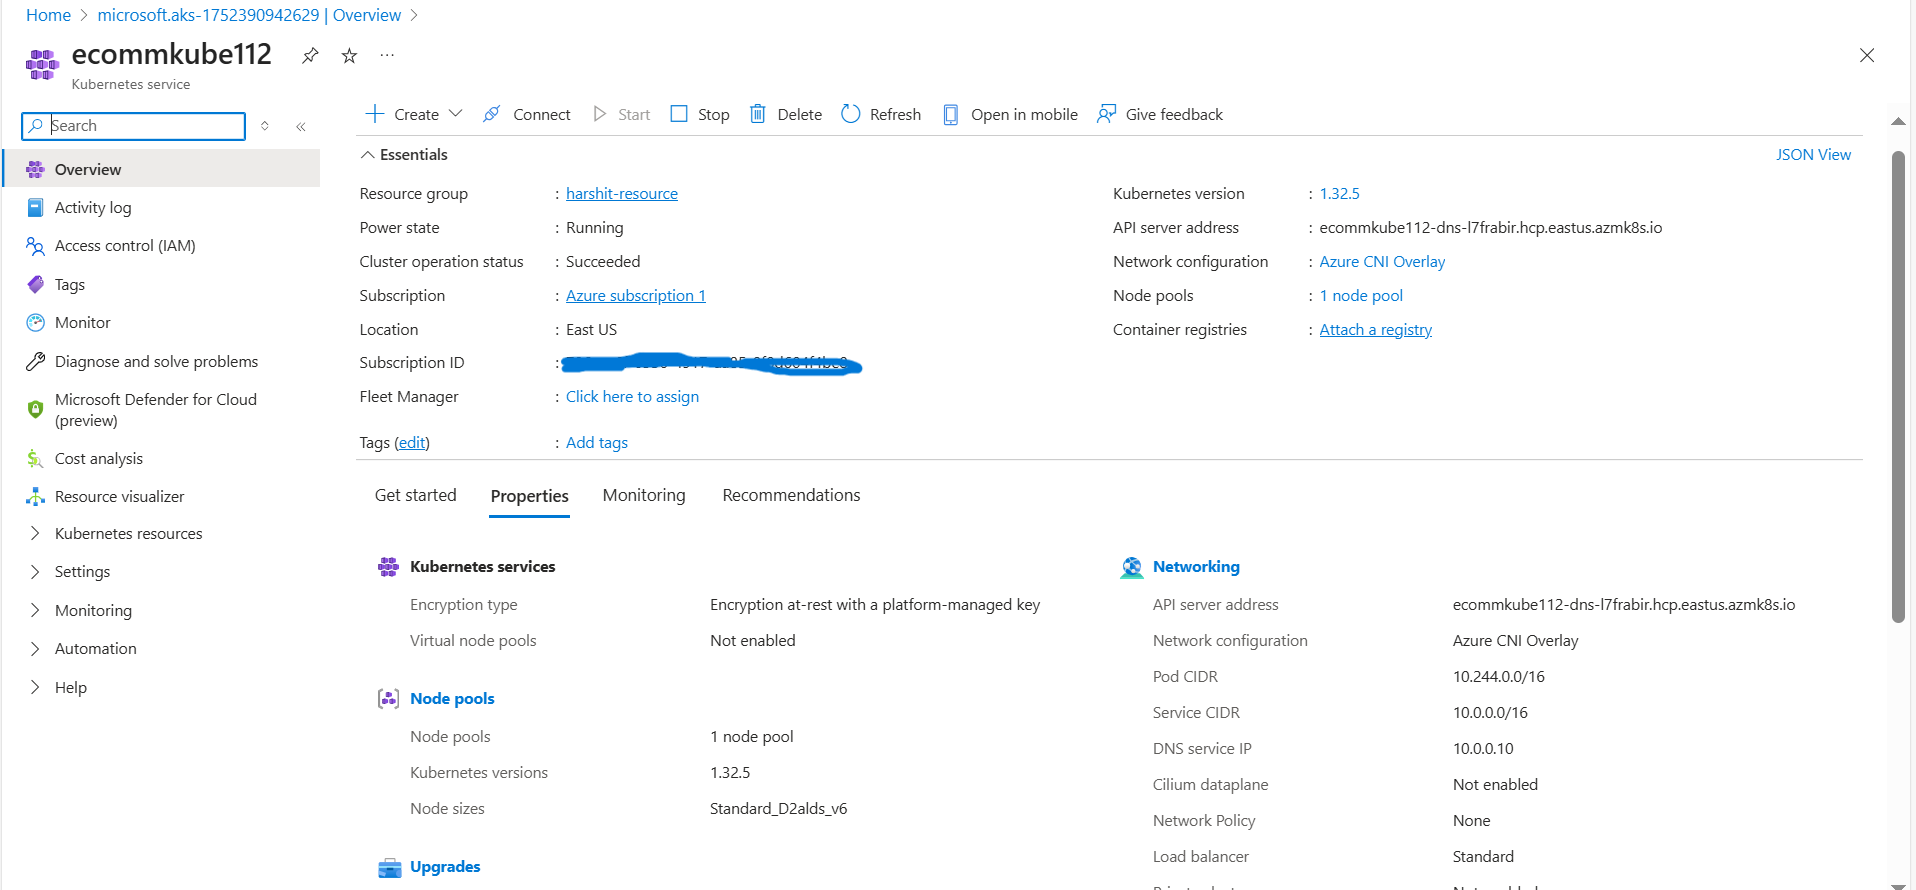 Home > microsoft.aks-1752390942629 | Overview >
ecommkube112
Kubernetes service
Search
Overview
Activity log
Access control (IAM)
Tags
Monitor
Diagnose and solve problems
Microsoft Defender for Cloud
(preview)
Cost analysis
Resource visualizer
Kubernetes resources
Settings
Monitoring
Automation
Help
Create Connect Start Stop Delete Refresh Open in mobile Give feedback
Essentials JSON View
Resource group : harshit-resource
Power state : Running
Cluster operation status : Succeeded
Subscription : Azure subscription 1
Location : East US
Subscription ID :
Fleet Manager : Click here to assign
Tags (edit) : Add tags
Kubernetes version : 1.32.5
API server address : ecommkube112-dns-l7frabir.hcp.eastus.azmk8s.io
Network configuration : Azure CNI Overlay
Node pools : 1 node pool
Container registries : Attach a registry
Get started Properties Monitoring Recommendations
Kubernetes services
Encryption type Encryption at-rest with a platform-managed key
Virtual node pools Not enabled
Node pools
Node pools 1 node pool
Kubernetes versions 1.32.5
Node sizes Standard_D2alds_v6
Upgrades
Networking
API server address ecommkube112-dns-l7frabir.hcp.eastus.azmk8s.io
Network configuration Azure CNI Overlay
Pod CIDR 10.244.0.0/16
Service CIDR 10.0.0.0/16
DNS service IP 10.0.0.10
Cilium dataplane Not enabled
Network Policy None
Load balancer Standard